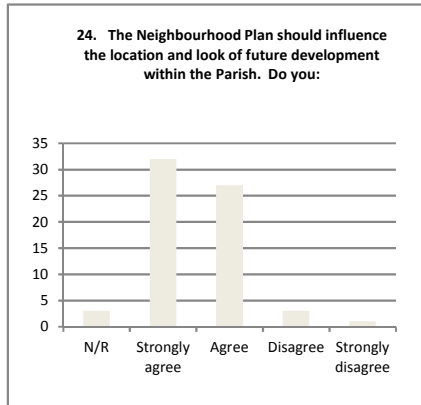 24. The Neighbourhood Plan should influence
the location and look of future development
within the Parish. Do you:
35
30
25
20
15
10
5
0
N/R Strongly agree Agree Disagree Strongly disagree